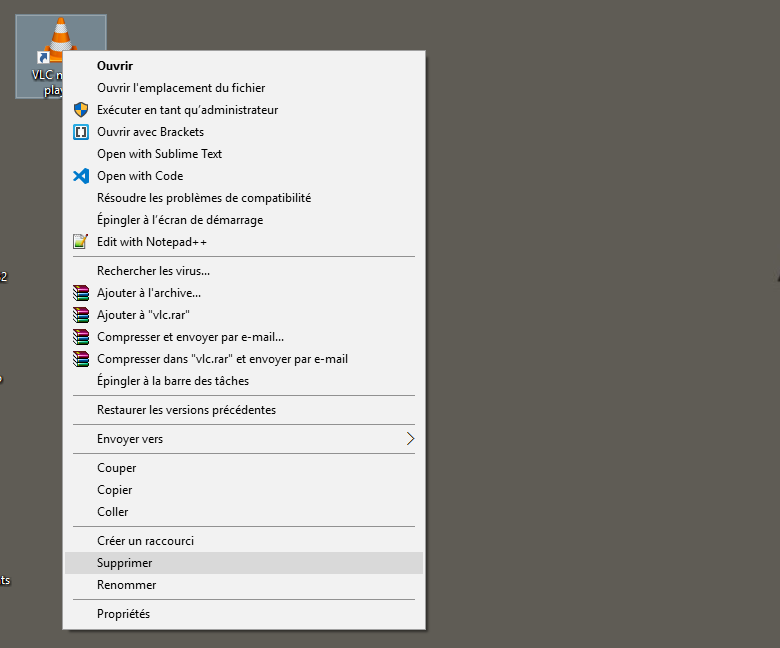 VLC
play
Ouvrir
Ouvrir l'emplacement du fichier
Exécuter en tant qu'administrateur
Ouvrir avec Brackets
Open with Sublime Text
Open with Code
Résoudre les problèmes de compatibilité
Épingler à l'écran de démarrage
Edit with Notepad++
Rechercher les virus...
Ajouter à l'archive...
Ajouter à "vlc.rar"
Compresser et envoyer par e-mail...
Compresser dans "vlc.rar" et envoyer par e-mail
Épingler à la barre des tâches
Restaurer les versions précédentes
Envoyer vers
Couper
Copier
Coller
Créer un raccourci
Supprimer
Renommer
Propriétés
2
ts